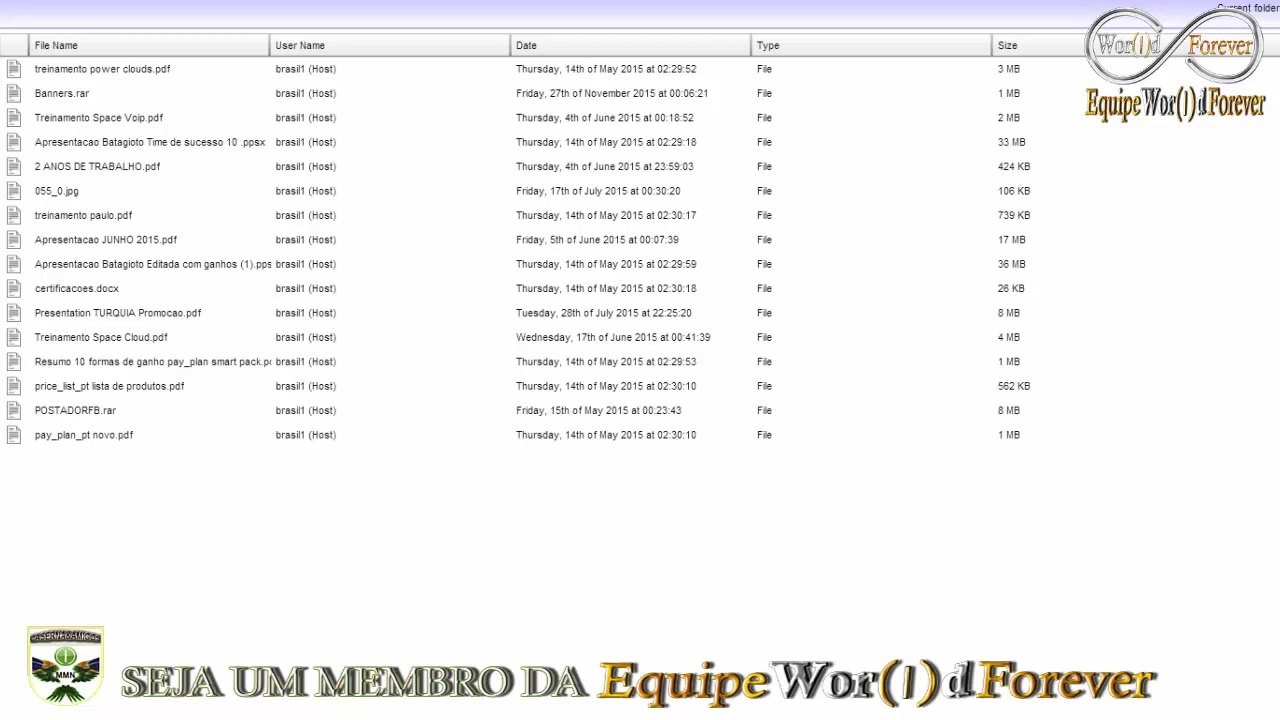 Current folder
File Name User Name Date Type Size
treinamento power clouds.pdf brasil1 (Host) Thursday, 14th of May 2015 at 02:29:52 File 3 MB
Banners.rar brasil1 (Host) Friday, 27th of November 2015 at 00:06:21 File 1 MB
Treinamento Space Voip.pdf brasil1 (Host) Thursday, 4th of June 2015 at 00:18:52 File 2 MB
Apresentacao Batagioto Time de sucesso 10 .ppsx brasil1 (Host) Thursday, 14th of May 2015 at 02:29:18 File 33 MB
2 ANOS DE TRABALHO.pdf brasil1 (Host) Thursday, 4th of June 2015 at 23:59:03 File 424 KB
055_0.jpg brasil1 (Host) Friday, 17th of July 2015 at 00:30:20 File 106 KB
treinamento paulo.pdf brasil1 (Host) Thursday, 14th of May 2015 at 02:30:17 File 739 KB
Apresentacao JUNHO 2015.pdf brasil1 (Host) Friday, 5th of June 2015 at 00:07:39 File 17 MB
Apresentacao Batagioto Editada com ganhos (1).pps brasil1 (Host) Thursday, 14th of May 2015 at 02:29:59 File 36 MB
certificacoes.docx brasil1 (Host) Thursday, 14th of May 2015 at 02:30:18 File 26 KB
Presentation TURQUIA Promocao.pdf brasil1 (Host) Tuesday, 28th of July 2015 at 22:25:20 File 8 MB
Treinamento Space Cloud.pdf brasil1 (Host) Wednesday, 17th of June 2015 at 00:41:39 File 4 MB
Resumo 10 formas de ganho pay_plan smart pack.pd brasil1 (Host) Thursday, 14th of May 2015 at 02:29:53 File 1 MB
price_list_pt lista de produtos.pdf brasil1 (Host) Thursday, 14th of May 2015 at 02:30:10 File 562 KB
POSTADORFB.rar brasil1 (Host) Friday, 15th of May 2015 at 00:23:43 File 8 MB
pay_plan_pt novo.pdf brasil1 (Host) Thursday, 14th of May 2015 at 02:30:10 File 1 MB
Wor(l)d Forever
Equipe Wor(l)d Forever
CASERNA&AMIGOS
MMN
SEJA UM MEMBRO DA Equipe Wor(l)d Forever